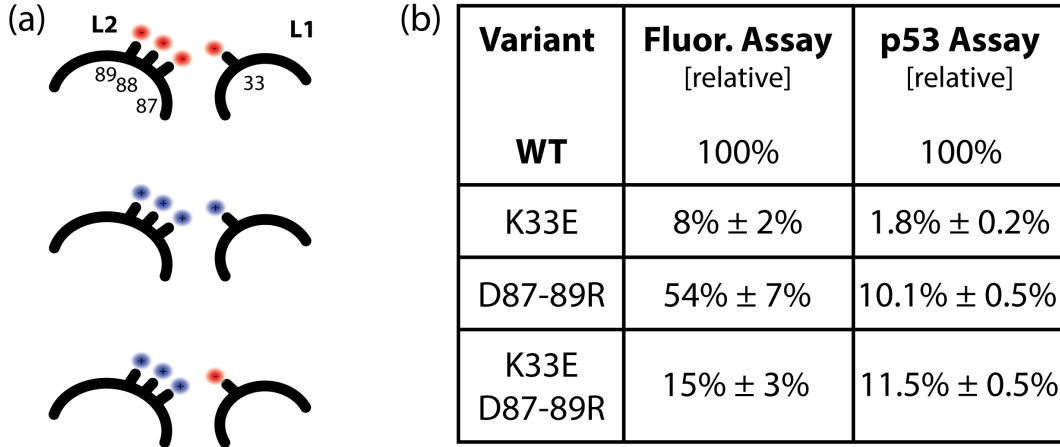 (a)
L2
L1
89
88
87
33
- - - -
+ + + +
+ + + -
(b)
Variant Fluor. Assay p53 Assay
[relative] [relative]
WT 100% 100%
K33E 8% ± 2% 1.8% ± 0.2%
D87-89R 54% ± 7% 10.1% ± 0.5%
K33E
D87-89R 15% ± 3% 11.5% ± 0.5%